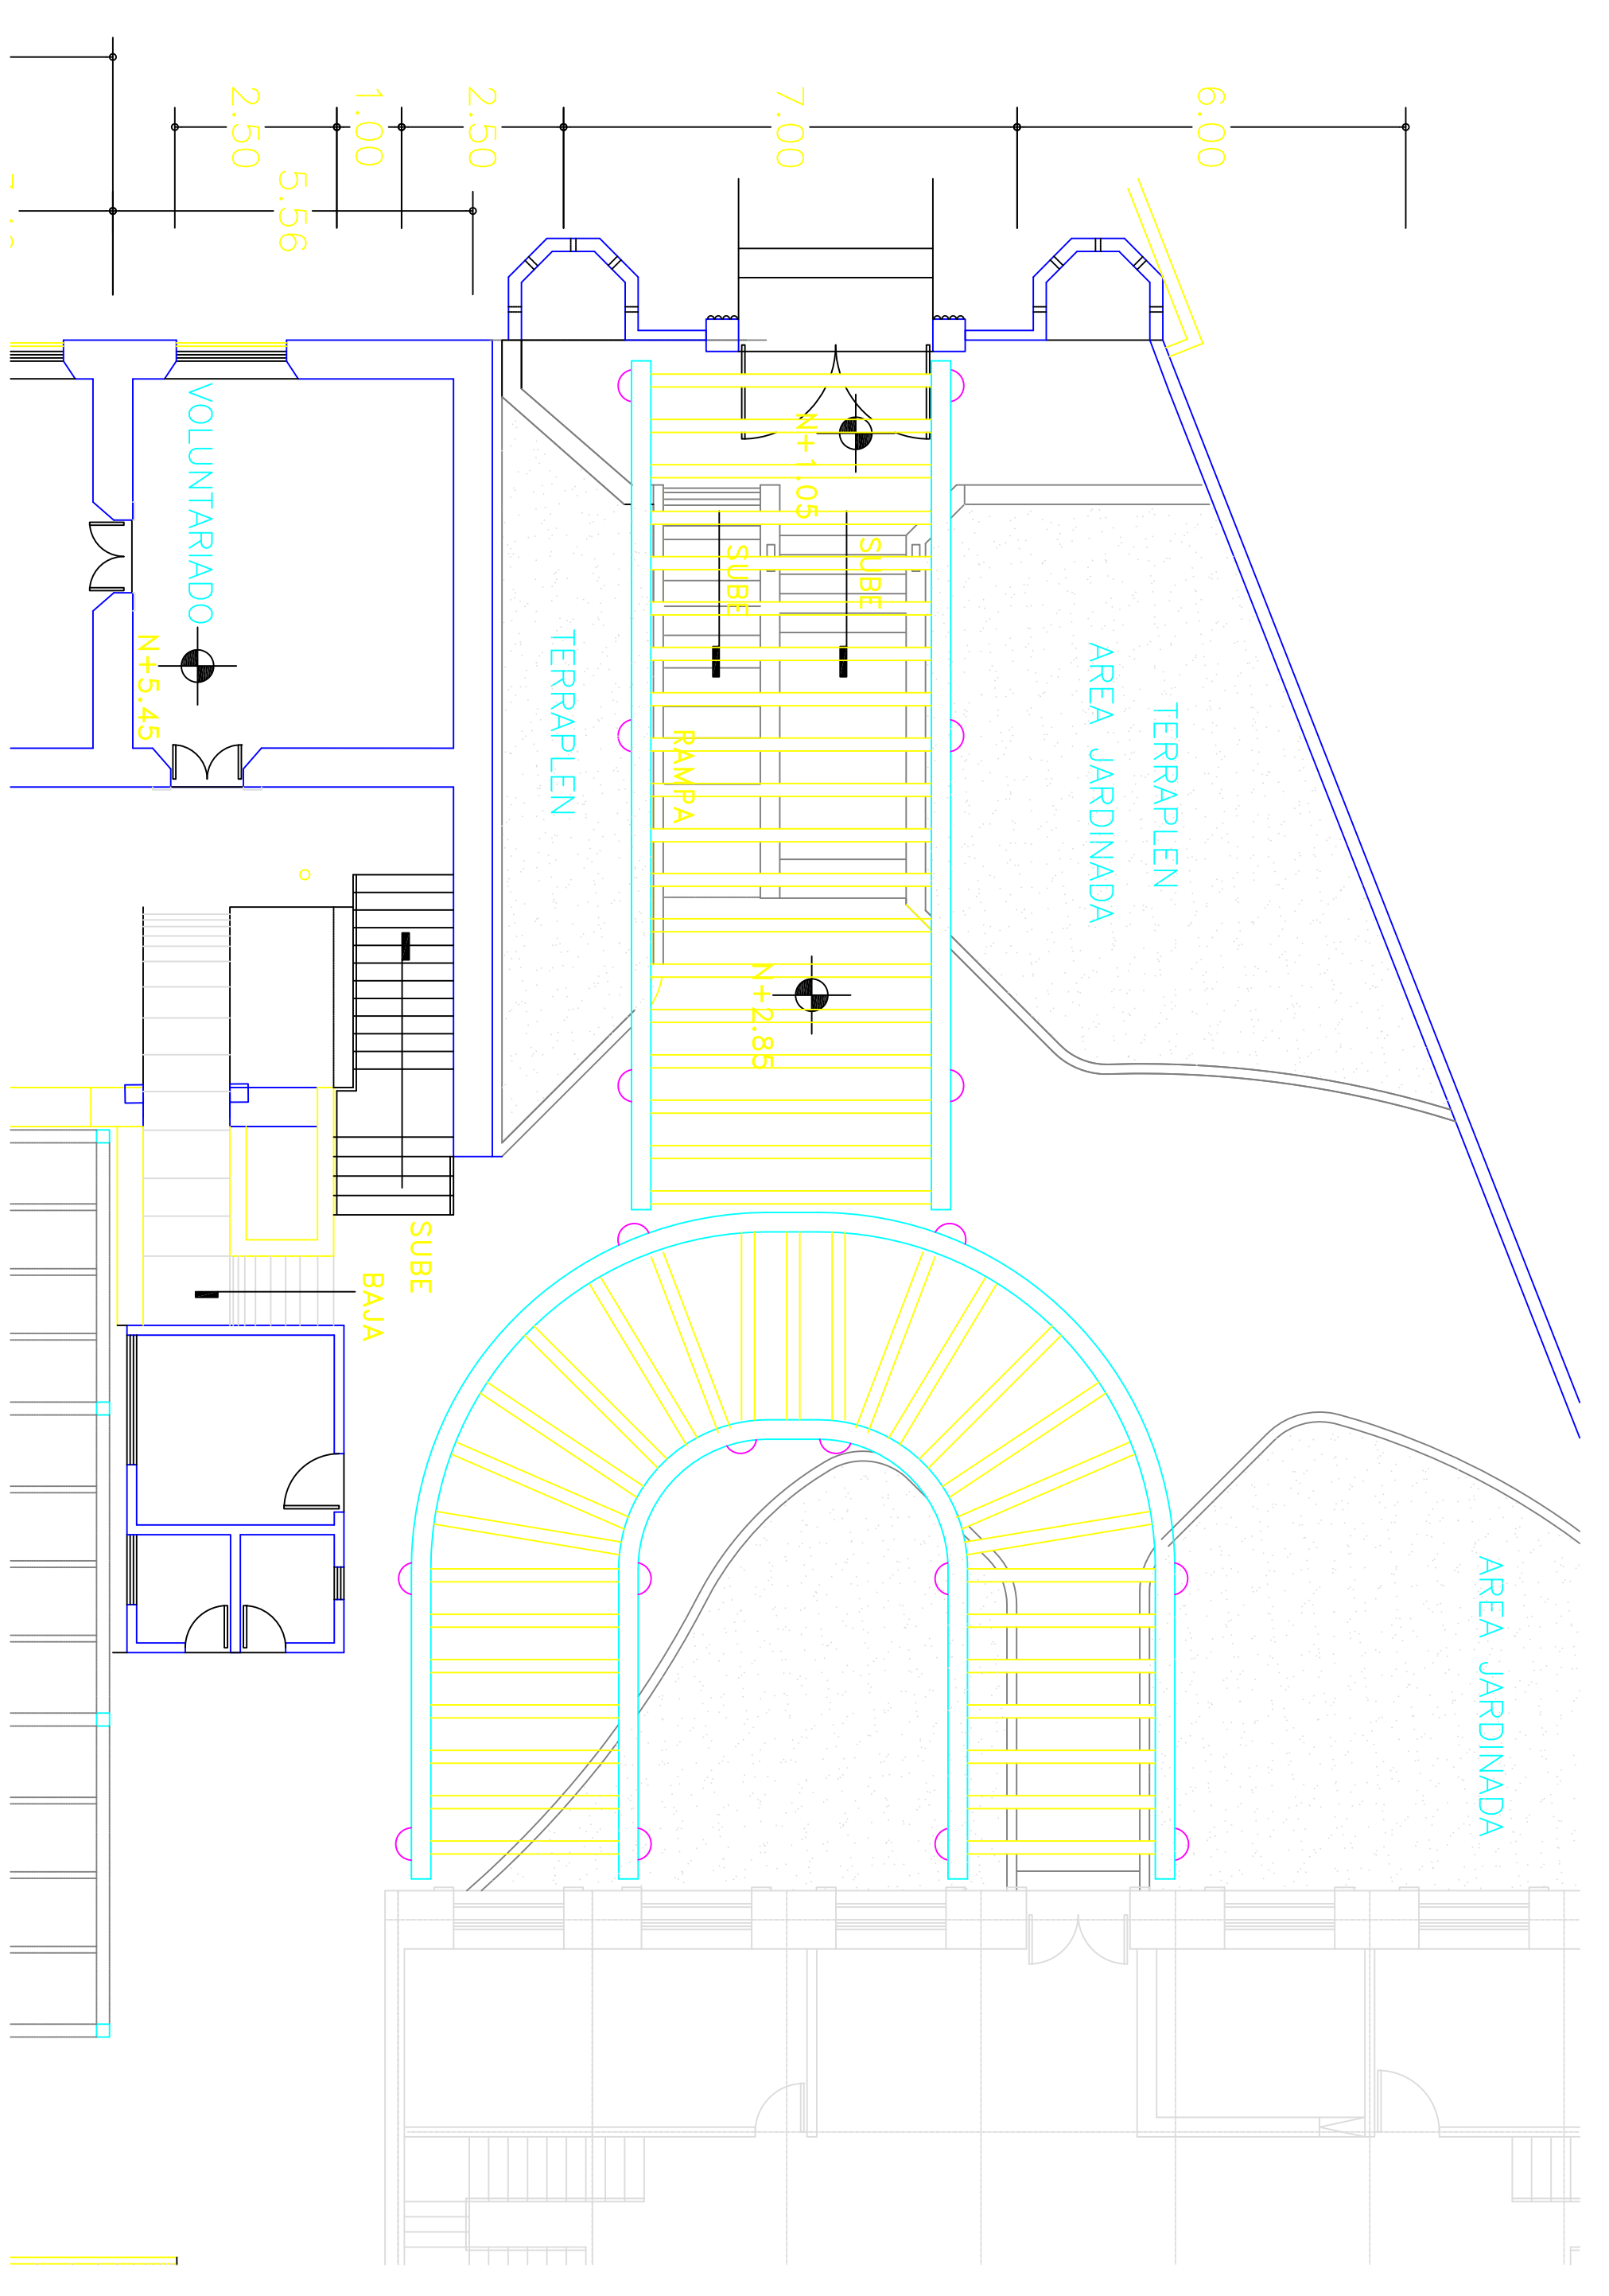 2.50
1.00
2.50
7.00
6.00
5.56
VOLUNTARIADO
N+5.45
N+1.05
SUBE
SUBE
TERRAPLEN
RAMPA
TERRAPLEN
AREA JARDINADA
N+2.85
SUBE
BAJA
AREA JARDINADA